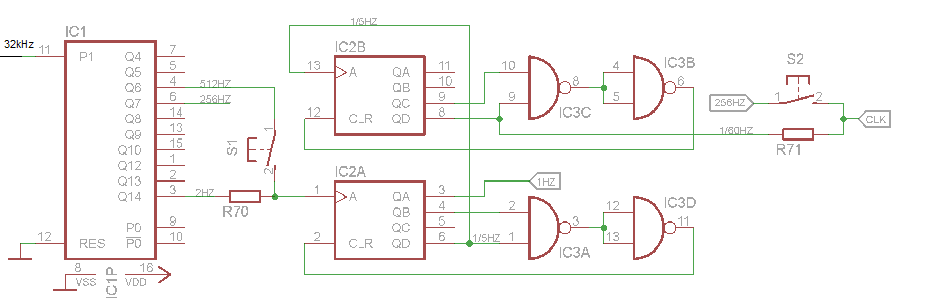 1/5HZ
32kHz
IC1
11 P1
Q4 7
Q5 5
Q6 4 512HZ
Q7 6 256HZ
Q8 14
Q9 13
Q10 15
Q12 1
Q13 2
Q14 3 2HZ
P0 9
P0 10
12 RES
8 VSS
IC1P
16 VDD
S1
1
2
R70
IC2B
13 A
12 CLR
QA 11
QB 10
QC 9
QD 8
IC2A
1 A
2 CLR
QA 3
QB 4
QC 5
QD 6
1HZ
1/5HZ
10
9
8
IC3C
4
5
6
IC3B
2
1
3
IC3A
12
13
11
IC3D
S2
256HZ
1 2
1/60HZ
R71
CLK